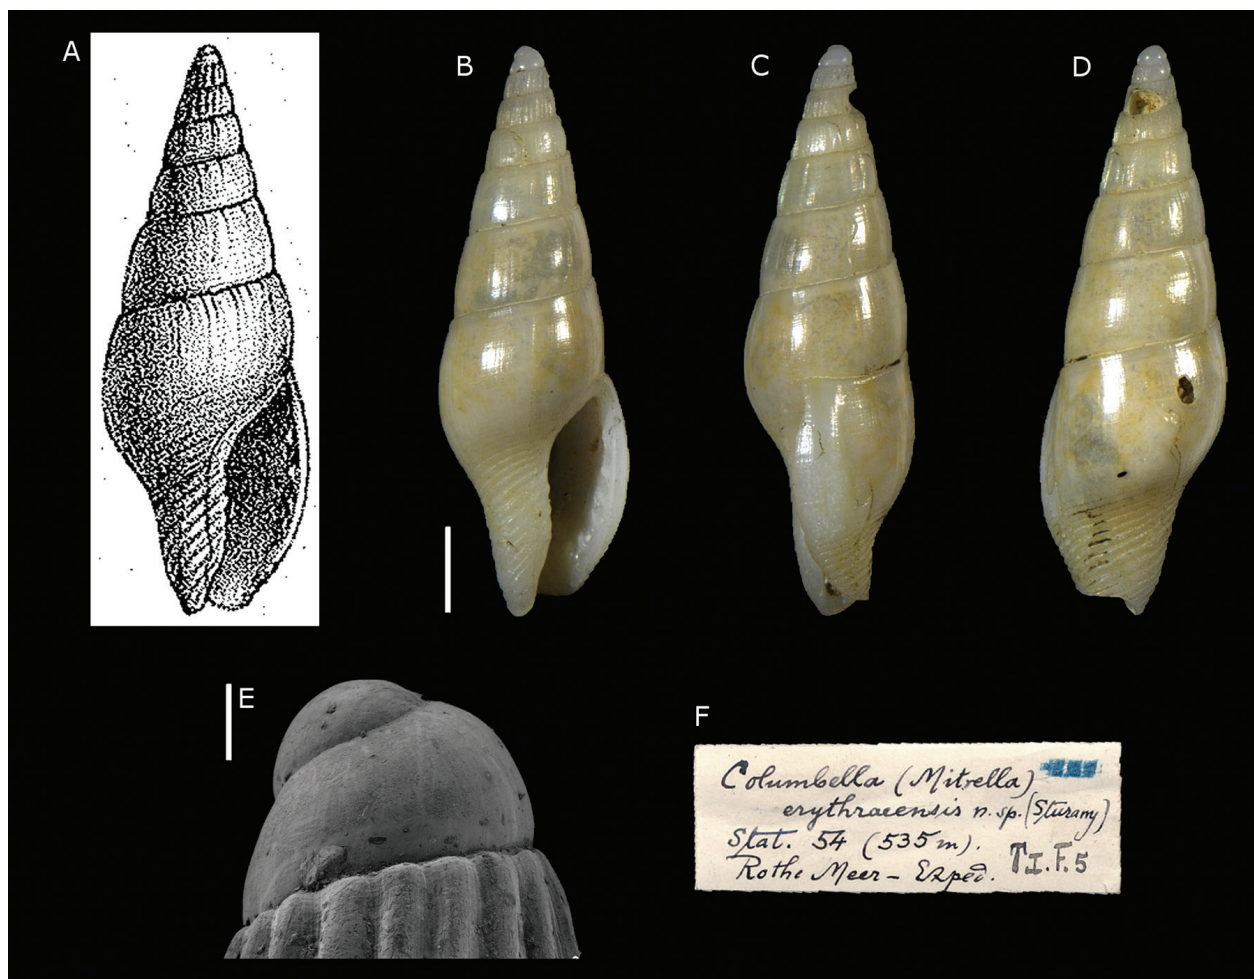 A
B
C
D
E
F
Columbella (Mitrella)
erythraeensis n. sp. (Sturany)
Stat. 54 (535 m).
Rothe Meer - Exped.
T I. F. 5